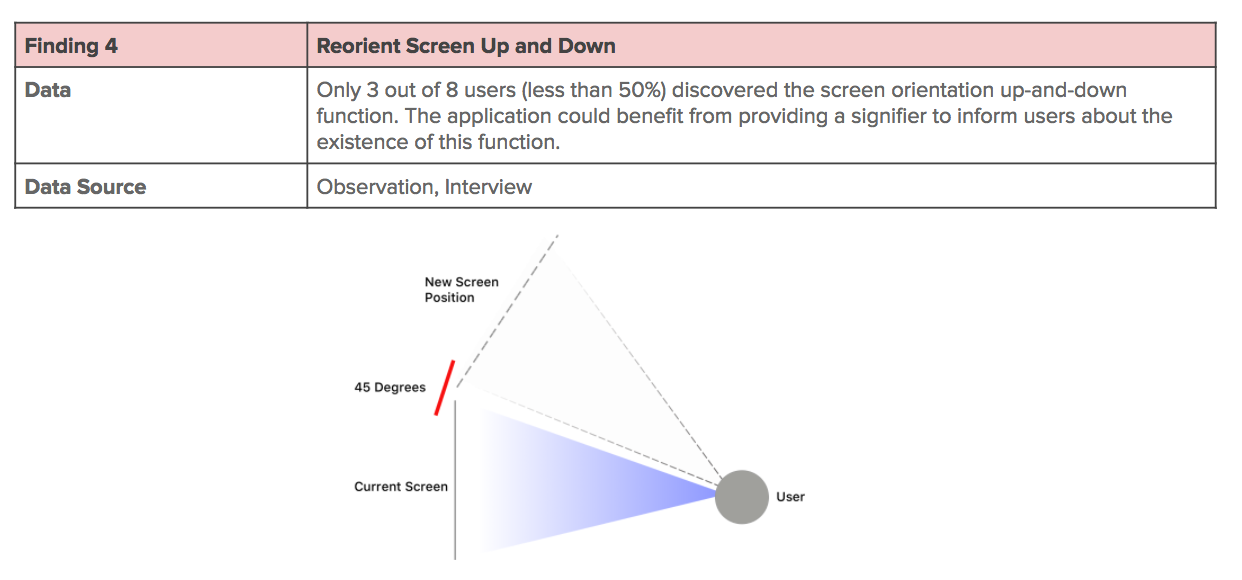 Finding 4
Reorient Screen Up and Down
Data
Only 3 out of 8 users (less than 50%) discovered the screen orientation up-and-down
function. The application could benefit from providing a signifier to inform users about the
existence of this function.
Data Source
Observation, Interview
New Screen
Position
45 Degrees
Current Screen
User